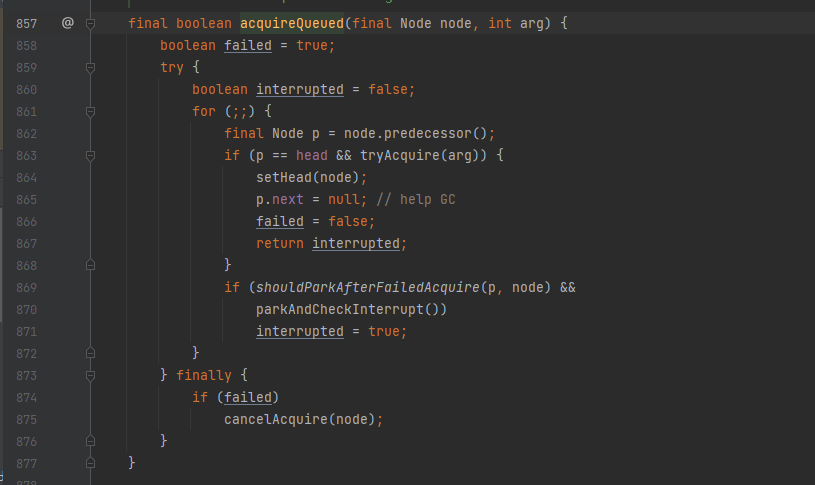 857 @ final boolean acquireQueued(final Node node, int arg) {
858 boolean failed = true;
859 try {
860 boolean interrupted = false;
861 for (;;) {
862 final Node p = node.predecessor();
863 if (p == head && tryAcquire(arg)) {
864 setHead(node);
865 p.next = null; // help GC
866 failed = false;
867 return interrupted;
868 }
869 if (shouldParkAfterFailedAcquire(p, node) &&
870 parkAndCheckInterrupt())
871 interrupted = true;
872 }
873 } finally {
874 if (failed)
875 cancelAcquire(node);
876 }
877 }